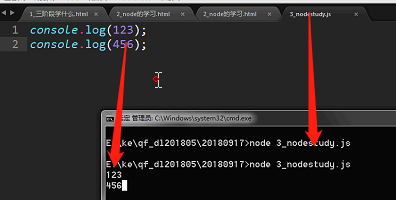 1_三阶段学什么.html 2_node的学习.html 2_node的学习.html 3_nodestudy.js
1 console.log(123);
2 console.log(456);
管理员: C:\Windows\system32\cmd.exe
E:\ke\qf_dl201805\20180917>node 3_nodestudy.js
E:\ke\qf_dl201805\20180917>node 3_nodestudy.js
123
456